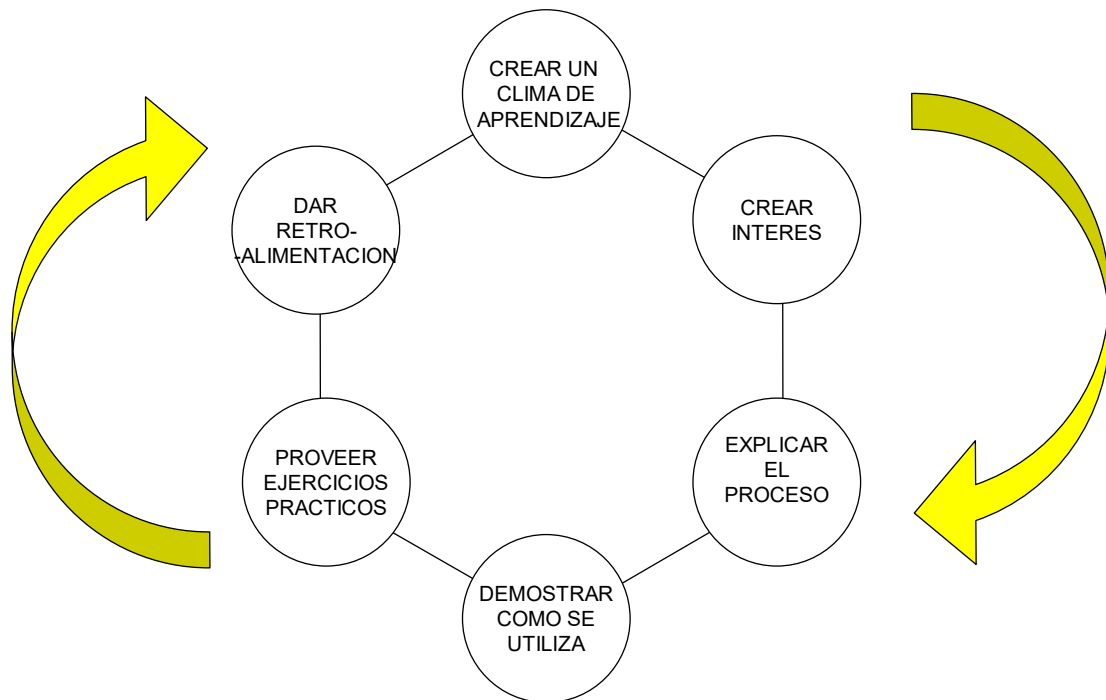 CREAR UN
CLIMA DE
APRENDIZAJE
CREAR
INTERES
EXPLICAR
EL
PROCESO
DEMOSTRAR
COMO SE
UTILIZA
PROVEER
EJERCICIOS
PRACTICOS
DAR
RETRO-
-ALIMENTACION